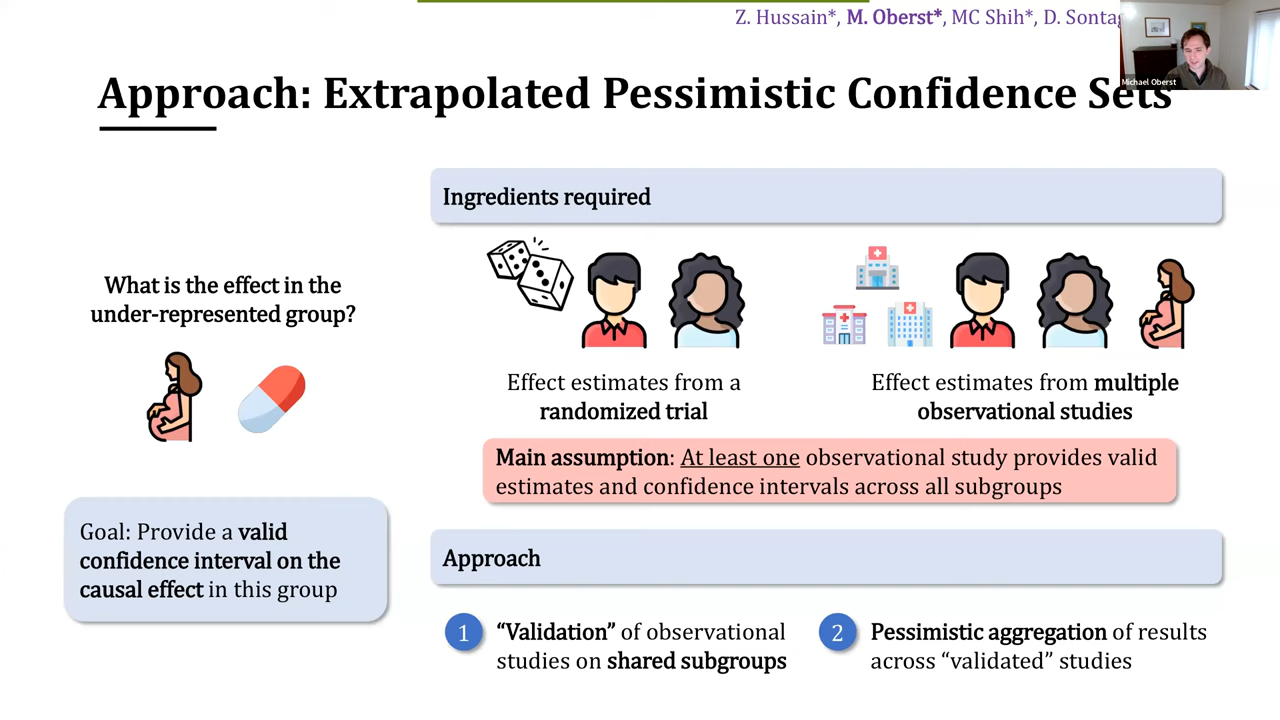 Z. Hussain*, M. Oberst*, MC Shih*, D. Sontag
Michael Oberst
Approach: Extrapolated Pessimistic Confidence Sets
Ingredients required
What is the effect in the
under-represented group?
Effect estimates from a
randomized trial
Effect estimates from multiple
observational studies
Main assumption: At least one observational study provides valid
estimates and confidence intervals across all subgroups
Goal: Provide a valid
confidence interval on the
causal effect in this group
Approach
1 “Validation” of observational
studies on shared subgroups
2 Pessimistic aggregation of results
across “validated” studies